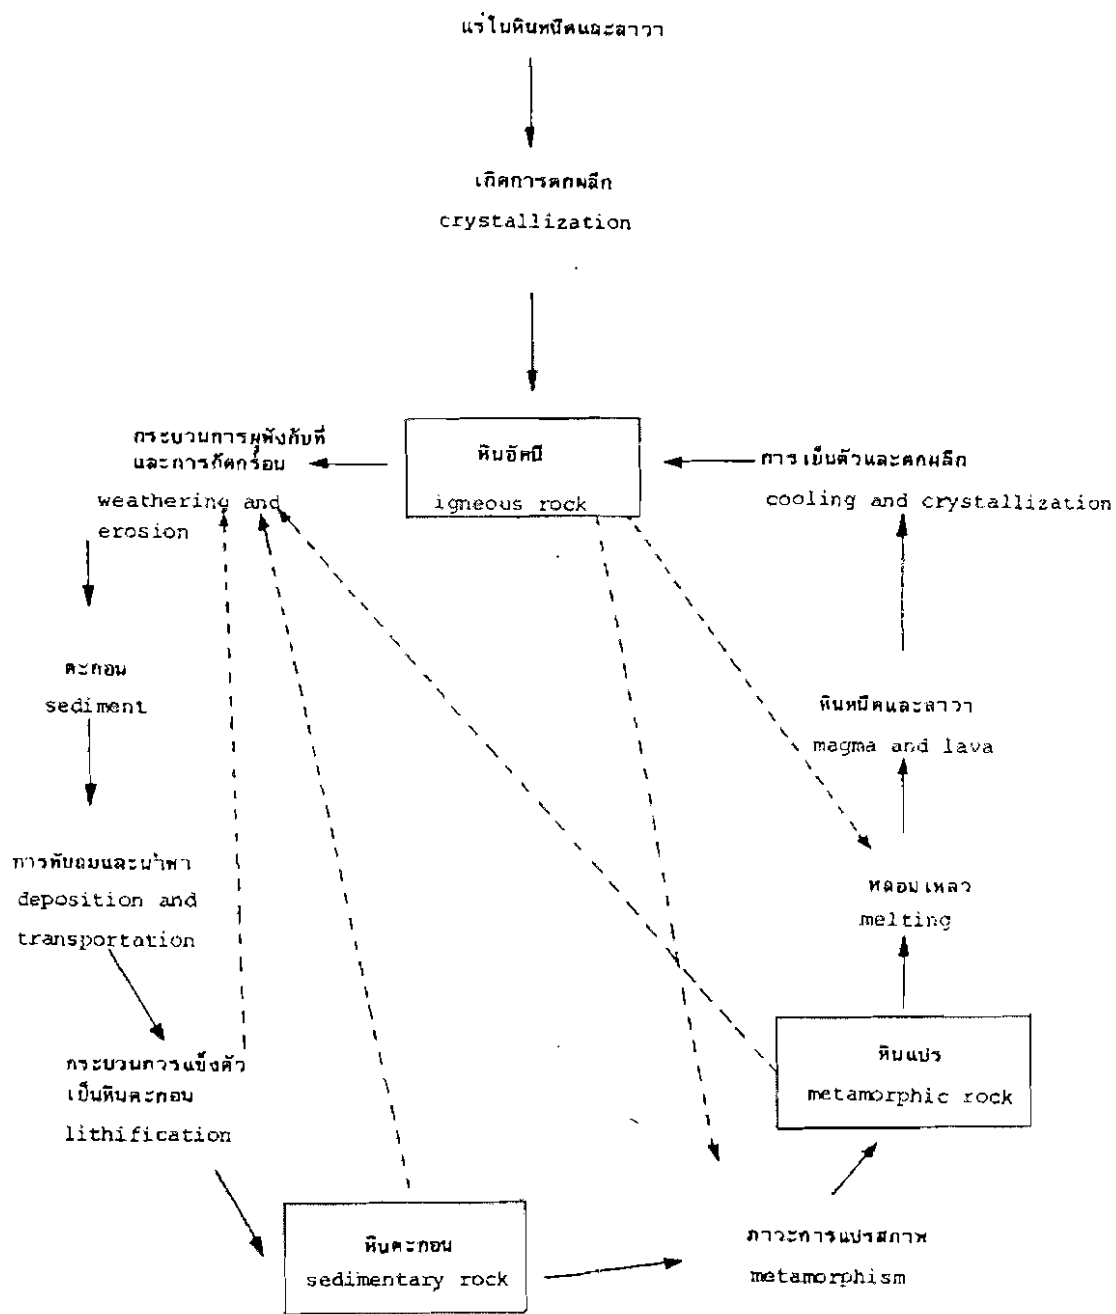 แร่ในหินหนืดและลาวา
เกิดการตกผลึก
crystallization
กระบวนการผุพังกับที่
และการกัดกร่อน
weathering and
erosion
หินอัคนี
igneous rock
การเย็นตัวและตกผลึก
cooling and crystallization
ตะกอน
sediment
หินหนืดและลาวา
magma and lava
การทับถมและนำพา
deposition and
transportation
หลอมเหลว
melting
กระบวนการแข็งตัว
เป็นหินตะกอน
lithification
หินแปร
metamorphic rock
หินตะกอน
sedimentary rock
ภาวะการแปรสภาพ
metamorphism